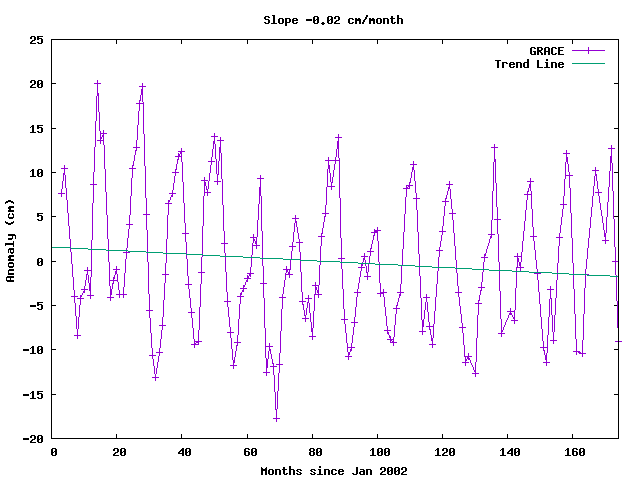 Slope -0.02 cm/month
GRACE
Trend Line
25
20
15
10
5
0
-5
-10
-15
-20
Anomaly (cm)
0 20 40 60 80 100 120 140 160
Months since Jan 2002